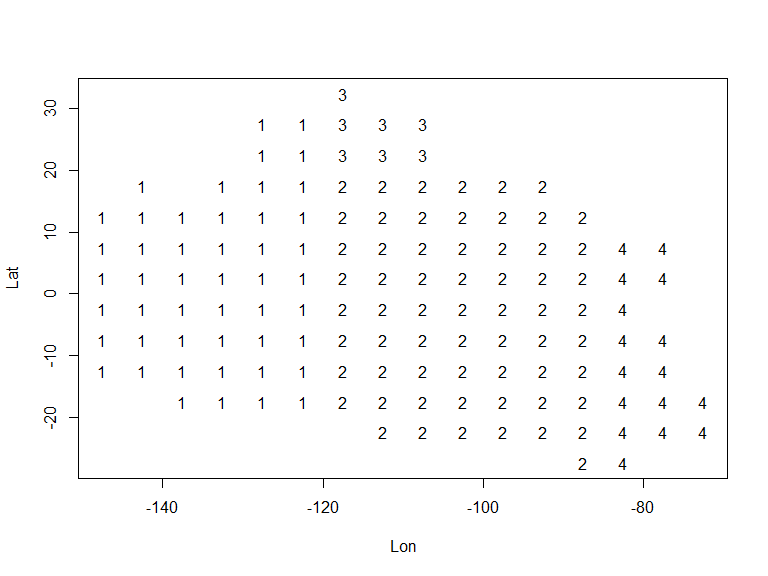 3
30
1 1 3 3 3
1 1 3 3 3
20
1 1 1 1 2 2 2 2 2 2
1 1 1 1 1 1 2 2 2 2 2 2 2
10
1 1 1 1 1 1 2 2 2 2 2 2 2 4 4
1 1 1 1 1 1 2 2 2 2 2 2 2 4 4
Lat
0
1 1 1 1 1 1 2 2 2 2 2 2 2 4
1 1 1 1 1 1 2 2 2 2 2 2 2 4 4
-10
1 1 1 1 1 1 2 2 2 2 2 2 2 4 4
1 1 1 1 2 2 2 2 2 2 2 4 4 4
-20
2 2 2 2 2 2 4 4 4
2 4
-140 -120 -100 -80
Lon